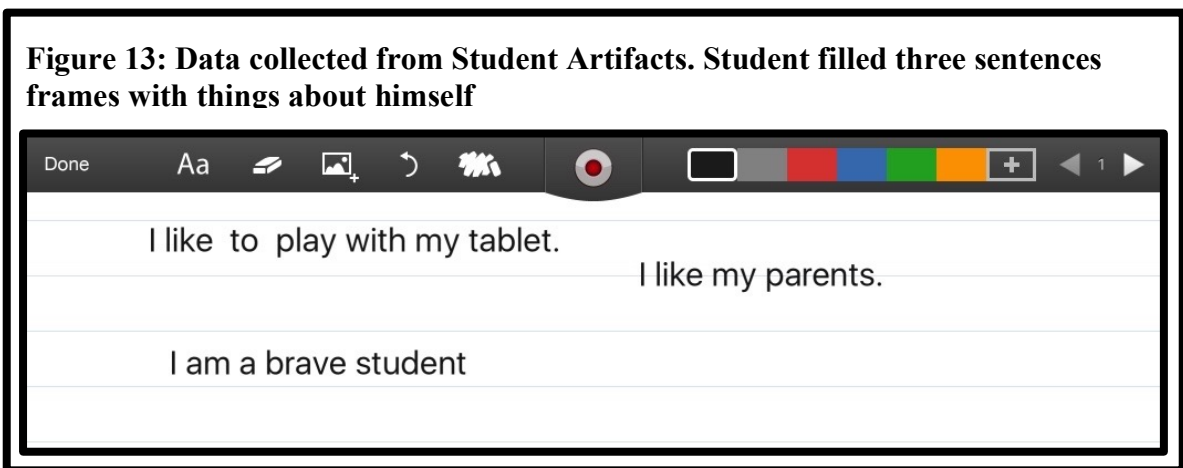 Figure 13: Data collected from Student Artifacts. Student filled three sentences
frames with things about himself
Done Aa 1
I like to play with my tablet.
I like my parents.
I am a brave student